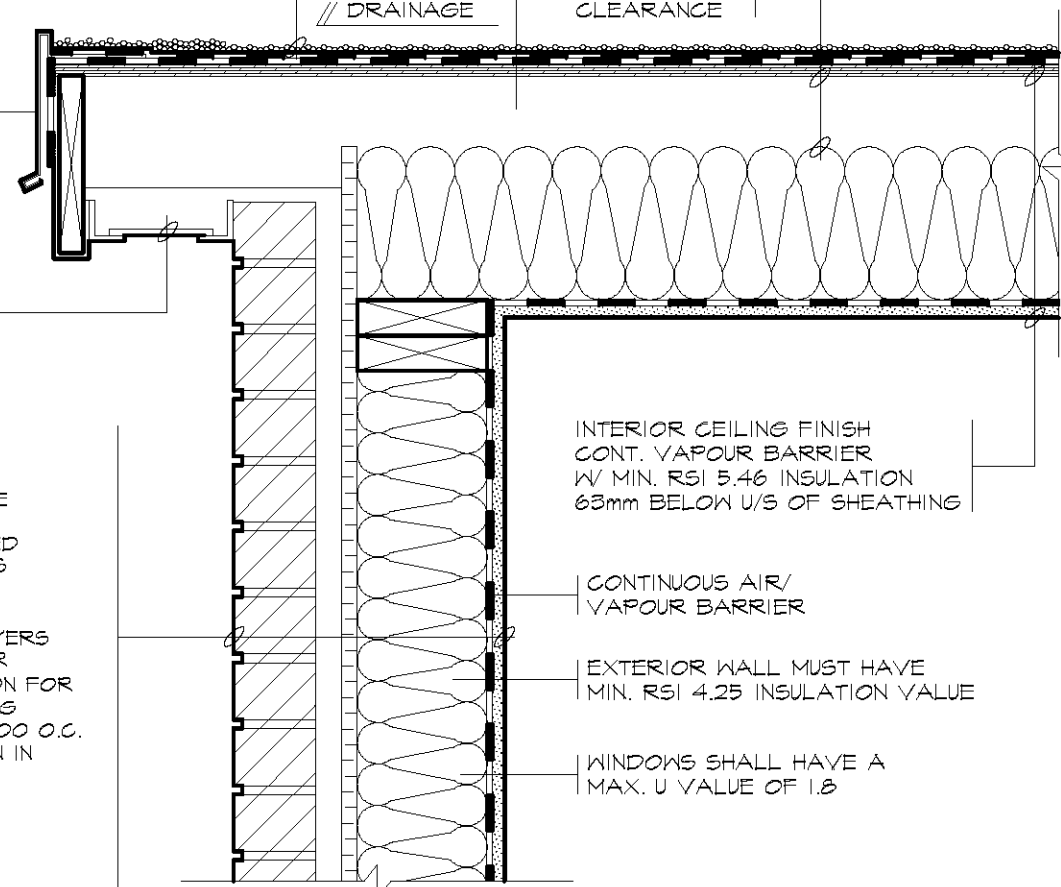 DRAINAGE
CLEARANCE
INTERIOR CEILING FINISH
CONT. VAPOUR BARRIER
W/ MIN. RSI 5.46 INSULATION
63mm BELOW U/S OF SHEATHING
CONTINUOUS AIR/
VAPOUR BARRIER
EXTERIOR WALL MUST HAVE
MIN. RSI 4.25 INSULATION VALUE
WINDOWS SHALL HAVE A
MAX. U VALUE OF 1.8
FOR
O.C.
IN